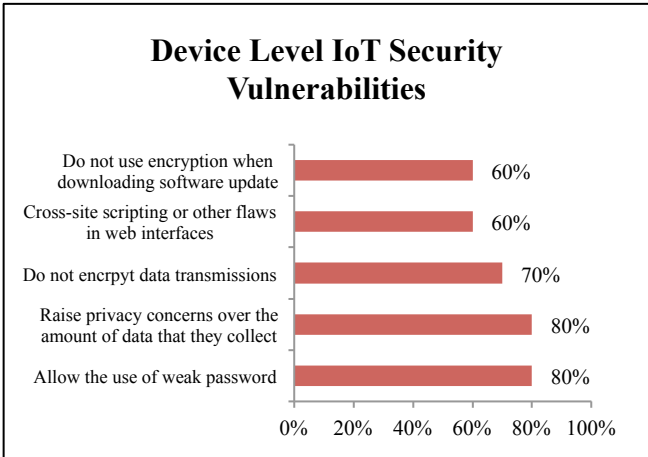 Device Level IoT Security
Vulnerabilities
Do not use encryption when
downloading software update
60%
Cross-site scripting or other flaws
in web interfaces
60%
Do not encrpyt data transmissions
70%
Raise privacy concerns over the
amount of data that they collect
80%
Allow the use of weak password
80%
0% 20% 40% 60% 80% 100%